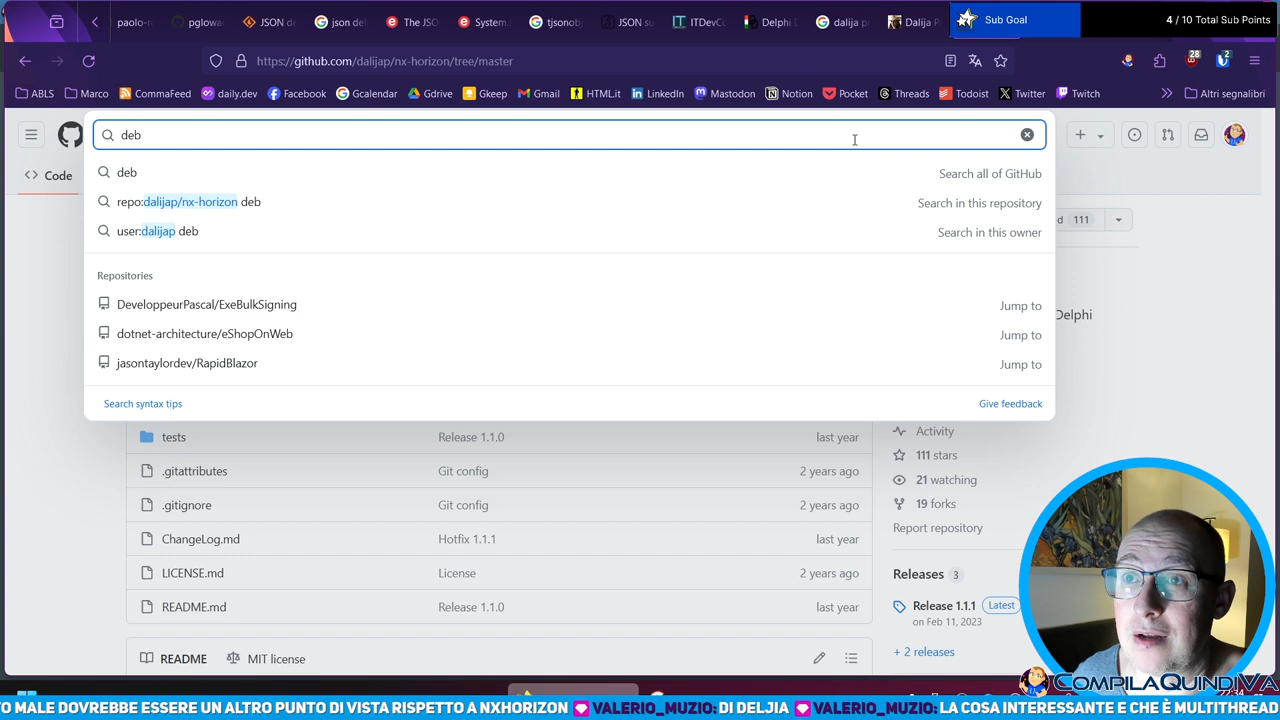 paolo-ro
pglowac
JSON de
json del
The JSO
System.J
tjsonobj
JSON su
ITDevCo
Delphi D
dalija pr
Dalija P
Sub Goal
4 / 10 Total Sub Points
https://github.com/dalijap/nx-horizon/tree/master
28
2
ABLS
Marco
CommaFeed
daily.dev
Facebook
Gcalendar
Gdrive
Gkeep
Gmail
HTML.it
LinkedIn
Mastodon
Notion
Pocket
Threads
Todoist
Twitter
Twitch
Altri segnalibri
deb
Code
deb
Search all of GitHub
repo:dalijap/nx-horizon deb
Search in this repository
user:dalijap deb
Search in this owner
111
Repositories
DeveloppeurPascal/ExeBulkSigning
Jump to
Delphi
dotnet-architecture/eShopOnWeb
Jump to
jasontaylordev/RapidBlazor
Jump to
Search syntax tips
Give feedback
tests
Release 1.1.0
last year
Activity
.gitattributes
Git config
2 years ago
111 stars
21 watching
.gitignore
Git config
2 years ago
19 forks
Report repository
ChangeLog.md
Hotfix 1.1.1
last year
LICENSE.md
License
2 years ago
Releases 3
README.md
Release 1.1.0
last year
Release 1.1.1
Latest
on Feb 11, 2023
+ 2 releases
README
MIT license
COMPILAQUINDIVA
TO MALE DOVREBBE ESSERE UN ALTRO PUNTO DI VISTA RISPETTO A NXHORIZON VALERIO_MUZIO: DI DELJIA VALERIO_MUZIO: LA COSA INTERESSANTE E CHE È MULTITHREAD